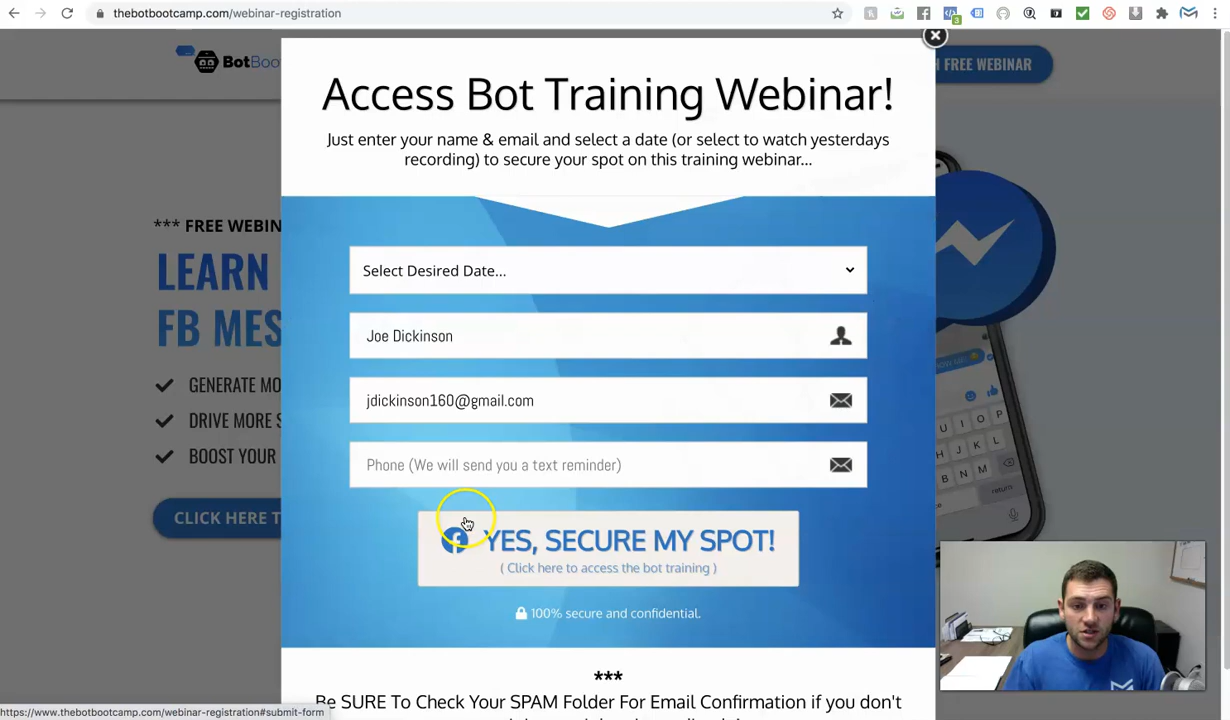 thebotbootcamp.com/webinar-registration
3
BotBoo
FREE WEBINAR
Access Bot Training Webinar!
Just enter your name & email and select a date (or select to watch yesterdays
recording) to secure your spot on this training webinar...
*** FREE WEBIN
LEARN
FB MES
GENERATE MO
DRIVE MORE S
BOOST YOUR
CLICK HERE T
Select Desired Date...
Joe Dickinson
jdickinson160@gmail.com
Phone (We will send you a text reminder)
YES, SECURE MY SPOT!
( Click here to access the bot training )
100% secure and confidential.
***
Be SURE To Check Your SPAM Folder For Email Confirmation if you don't
U I O P
H J K L
B N M
return
https://www.thebotbootcamp.com/webinar-registration#submit-form